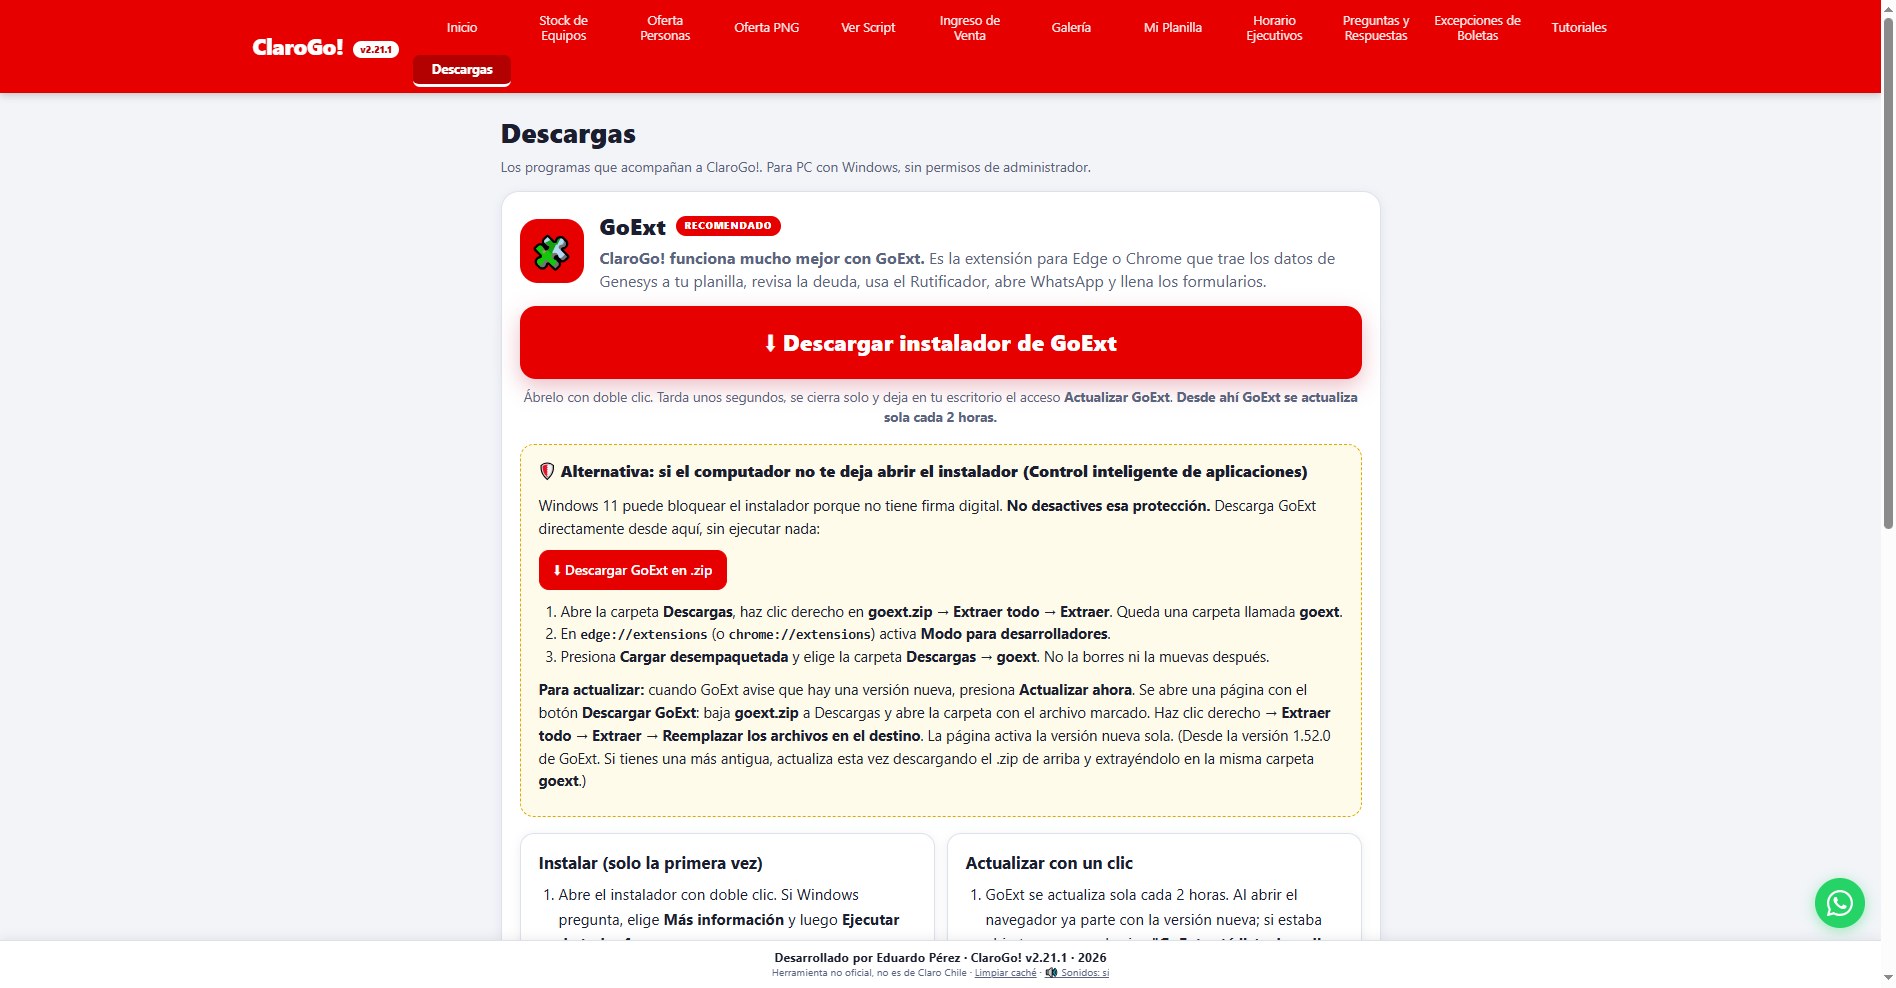 ClaroGo! v2.21.1
Inicio
Stock de Equipos
Oferta Personas
Oferta PNG
Ver Script
Ingreso de Venta
Galería
Mi Planilla
Horario Ejecutivos
Preguntas y Respuestas
Excepciones de Boletas
Tutoriales
Descargas
Descargas
Los programas que acompañan a ClaroGo!. Para PC con Windows, sin permisos de administrador.
GoExt RECOMENDADO
ClaroGo! funciona mucho mejor con GoExt. Es la extensión para Edge o Chrome que trae los datos de
Genesys a tu planilla, revisa la deuda, usa el Rutificador, abre WhatsApp y llena los formularios.
⬇ Descargar instalador de GoExt
Ábrelo con doble clic. Tarda unos segundos, se cierra solo y deja en tu escritorio el acceso Actualizar GoExt. Desde ahí GoExt se actualiza
sola cada 2 horas.
Alternativa: si el computador no te deja abrir el instalador (Control inteligente de aplicaciones)
Windows 11 puede bloquear el instalador porque no tiene firma digital. No desactives esa protección. Descarga GoExt
directamente desde aquí, sin ejecutar nada:
⬇ Descargar GoExt en .zip
1. Abre la carpeta Descargas, haz clic derecho en goext.zip → Extraer todo → Extraer. Queda una carpeta llamada goext.
2. En edge://extensions (o chrome://extensions) activa Modo para desarrolladores.
3. Presiona Cargar desempaquetada y elige la carpeta Descargas → goext. No la borres ni la muevas después.
Para actualizar: cuando GoExt avise que hay una versión nueva, presiona Actualizar ahora. Se abre una página con el
botón Descargar GoExt: baja goext.zip a Descargas y abre la carpeta con el archivo marcado. Haz clic derecho → Extraer
todo → Extraer → Reemplazar los archivos en el destino. La página activa la versión nueva sola. (Desde la versión 1.52.0
de GoExt. Si tienes una más antigua, actualiza esta vez descargando el .zip de arriba y extrayéndolo en la misma carpeta
goext.)
Instalar (solo la primera vez)
1. Abre el instalador con doble clic. Si Windows
pregunta, elige Más información y luego Ejecutar
Actualizar con un clic
1. GoExt se actualiza sola cada 2 horas. Al abrir el
navegador ya parte con la versión nueva; si estaba
Desarrollado por Eduardo Pérez · ClaroGo! v2.21.1 · 2026
Herramienta no oficial, no es de Claro Chile · Limpiar caché · Sonidos: sí